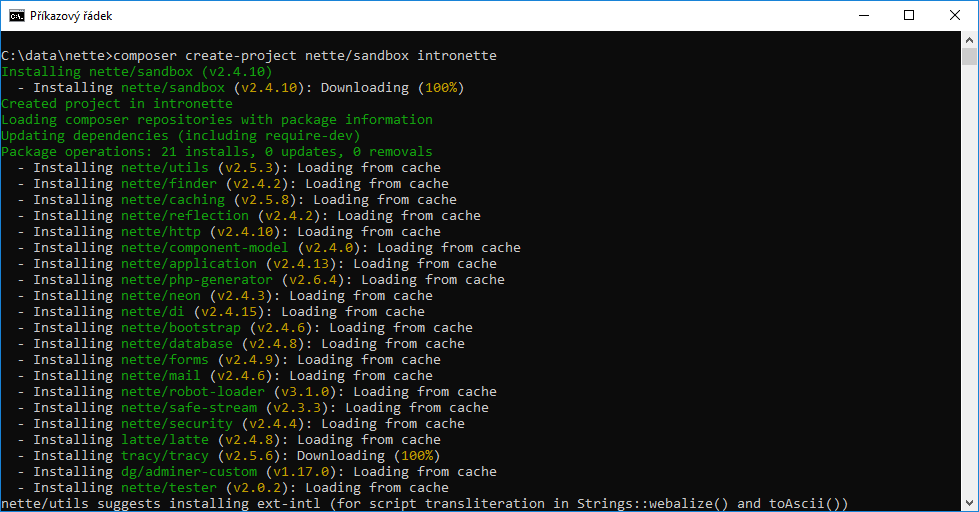 Příkazový řádek
C:\data\nette>composer create-project nette/sandbox intronette
Installing nette/sandbox (v2.4.10)
  - Installing nette/sandbox (v2.4.10): Downloading (100%)
Created project in intronette
Loading composer repositories with package information
Updating dependencies (including require-dev)
Package operations: 21 installs, 0 updates, 0 removals
  - Installing nette/utils (v2.5.3): Loading from cache
  - Installing nette/finder (v2.4.2): Loading from cache
  - Installing nette/caching (v2.5.8): Loading from cache
  - Installing nette/reflection (v2.4.2): Loading from cache
  - Installing nette/http (v2.4.10): Loading from cache
  - Installing nette/component-model (v2.4.0): Loading from cache
  - Installing nette/application (v2.4.13): Loading from cache
  - Installing nette/php-generator (v2.6.4): Loading from cache
  - Installing nette/neon (v2.4.3): Loading from cache
  - Installing nette/di (v2.4.15): Loading from cache
  - Installing nette/bootstrap (v2.4.6): Loading from cache
  - Installing nette/database (v2.4.8): Loading from cache
  - Installing nette/forms (v2.4.9): Loading from cache
  - Installing nette/mail (v2.4.6): Loading from cache
  - Installing nette/robot-loader (v3.1.0): Loading from cache
  - Installing nette/safe-stream (v2.3.3): Loading from cache
  - Installing nette/security (v2.4.4): Loading from cache
  - Installing latte/latte (v2.4.8): Loading from cache
  - Installing tracy/tracy (v2.5.6): Downloading (100%)
  - Installing dg/adminer-custom (v1.17.0): Loading from cache
  - Installing nette/tester (v2.0.2): Loading from cache
nette/utils suggests installing ext-intl (for script transliteration in Strings::webalize() and toAscii())